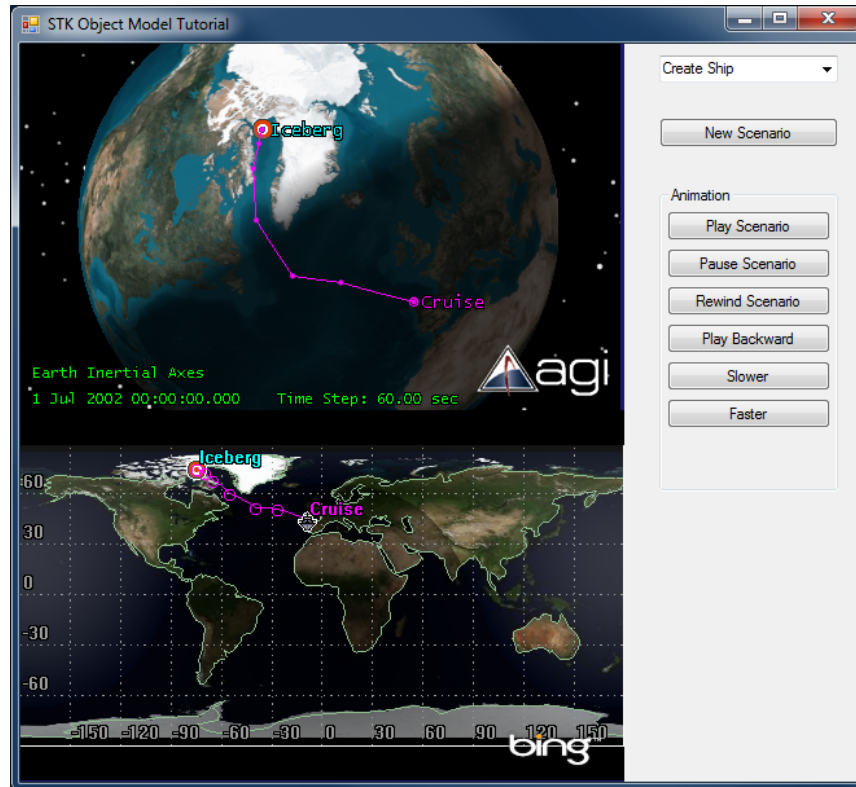 STK Object Model Tutorial
Create Ship
New Scenario
Animation
Play Scenario
Pause Scenario
Rewind Scenario
Play Backward
Slower
Faster
Iceberg
Cruise
Earth Inertial Axes
1 Jul 2002 00:00:00.000 Time Step: 60.00 sec
agi
Iceberg
Cruise
60
30
0
-30
-60
-150 -120 -90 -60 -30 0 30 60 90 120 150
bing